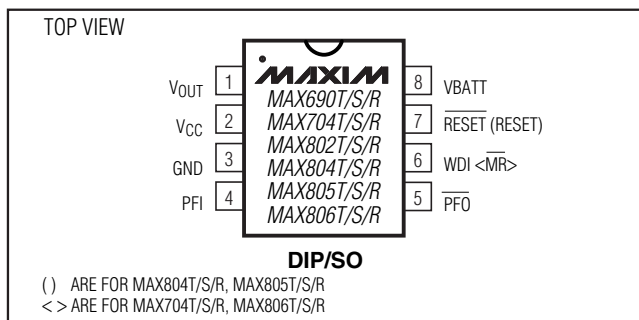 TOP VIEW
MAXIM
VOUT 1
VCC 2
GND 3
PFI 4
MAX690T/S/R
MAX704T/S/R
MAX802T/S/R
MAX804T/S/R
MAX805T/S/R
MAX806T/S/R
8 VBATT
7 RESET (RESET)
6 WDI <MR>
5 PFO
DIP/SO
( ) ARE FOR MAX804T/S/R, MAX805T/S/R
< > ARE FOR MAX704T/S/R, MAX806T/S/R